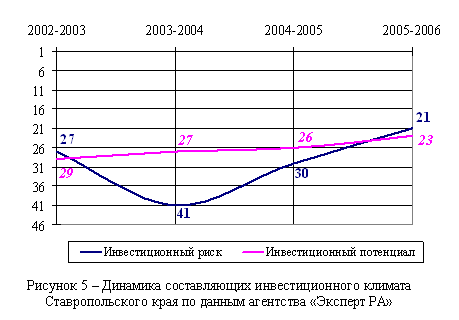 2002-2003 2003-2004 2004-2005 2005-2006
1
6
11
16
21
26
31
36
41
46
27 41 30 21
29 27 26 23
Инвестиционный риск Инвестиционный потенциал
Рисунок 5 – Динамика составляющих инвестиционного климата
Ставропольского края по данным агентства «Эксперт РА»